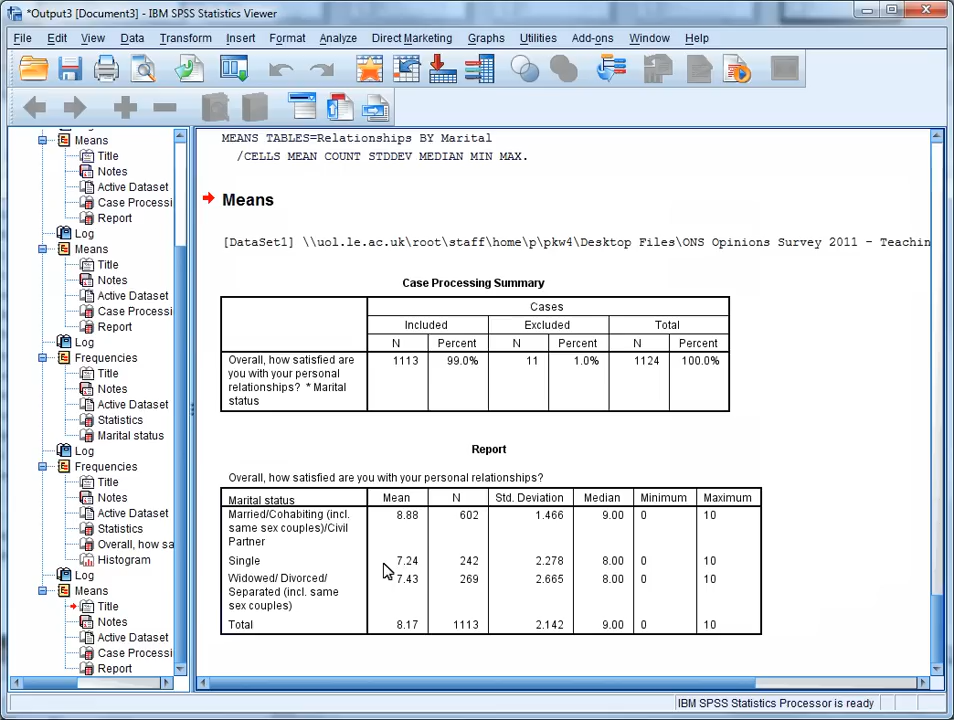 *Output3 [Document3] - IBM SPSS Statistics Viewer
File Edit View Data Transform Insert Format Analyze Direct Marketing Graphs Utilities Add-ons Window Help
Means
Title
Notes
Active Dataset
Case Processi
Report
Log
Means
Title
Notes
Active Dataset
Case Processi
Report
Log
Frequencies
Title
Notes
Active Dataset
Statistics
Marital status
Log
Frequencies
Title
Notes
Active Dataset
Statistics
Overall, how sa
Histogram
Log
Means
Title
Notes
Active Dataset
Case Processi
Report
MEANS TABLES=Relationships BY Marital
/CELLS MEAN COUNT STDDEV MEDIAN MIN MAX.
Means
[DataSet1] \\uol.le.ac.uk\root\staff\home\p\pkw4\Desktop Files\ONS Opinions Survey 2011 - Teachin
Case Processing Summary
Cases
Included Excluded Total
N Percent N Percent N Percent
Overall, how satisfied are 1113 99.0% 11 1.0% 1124 100.0%
you with your personal
relationships? * Marital
status
Report
Overall, how satisfied are you with your personal relationships?
Marital status Mean N Std. Deviation Median Minimum Maximum
Married/Cohabiting (incl. 8.88 602 1.466 9.00 0 10
same sex couples)/Civil
Partner
Single 7.24 242 2.278 8.00 0 10
Widowed/ Divorced/ 7.43 269 2.665 8.00 0 10
Separated (incl. same
sex couples)
Total 8.17 1113 2.142 9.00 0 10
IBM SPSS Statistics Processor is ready